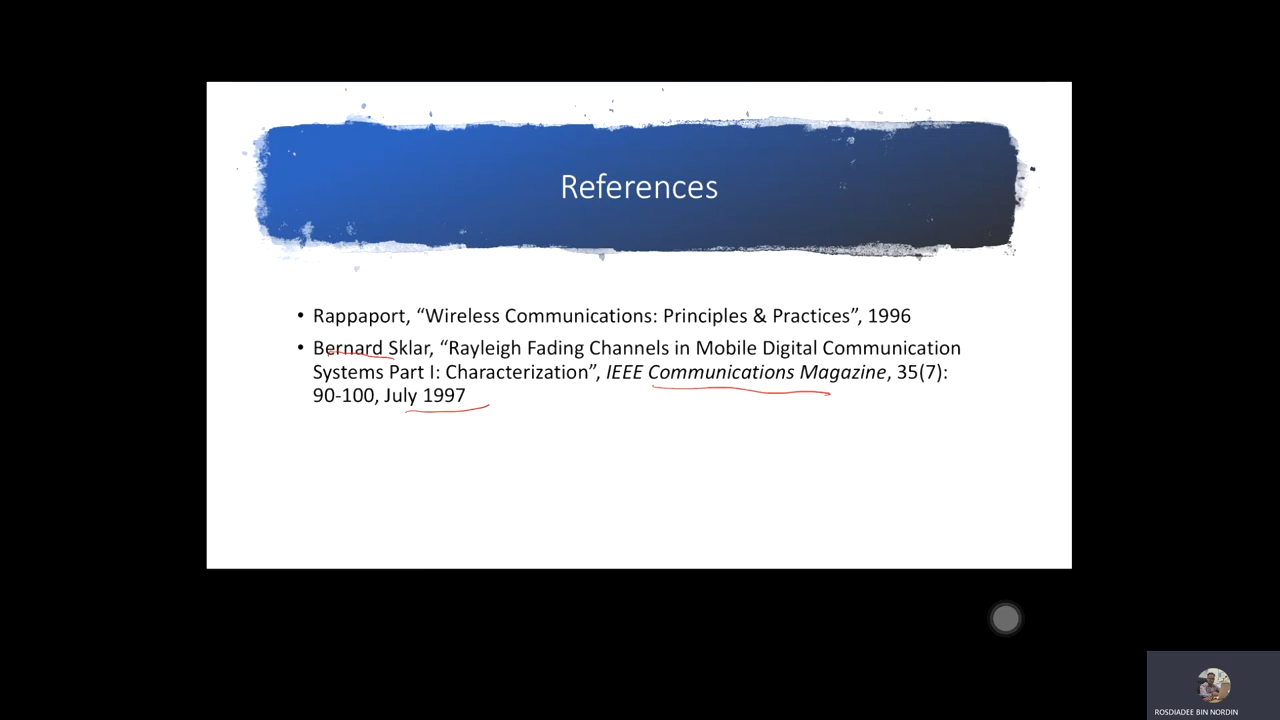 References
• Rappaport, “Wireless Communications: Principles & Practices”, 1996
• Bernard Sklar, “Rayleigh Fading Channels in Mobile Digital Communication
Systems Part I: Characterization”, IEEE Communications Magazine, 35(7):
90-100, July 1997
ROSDIADEE BIN NORDIN